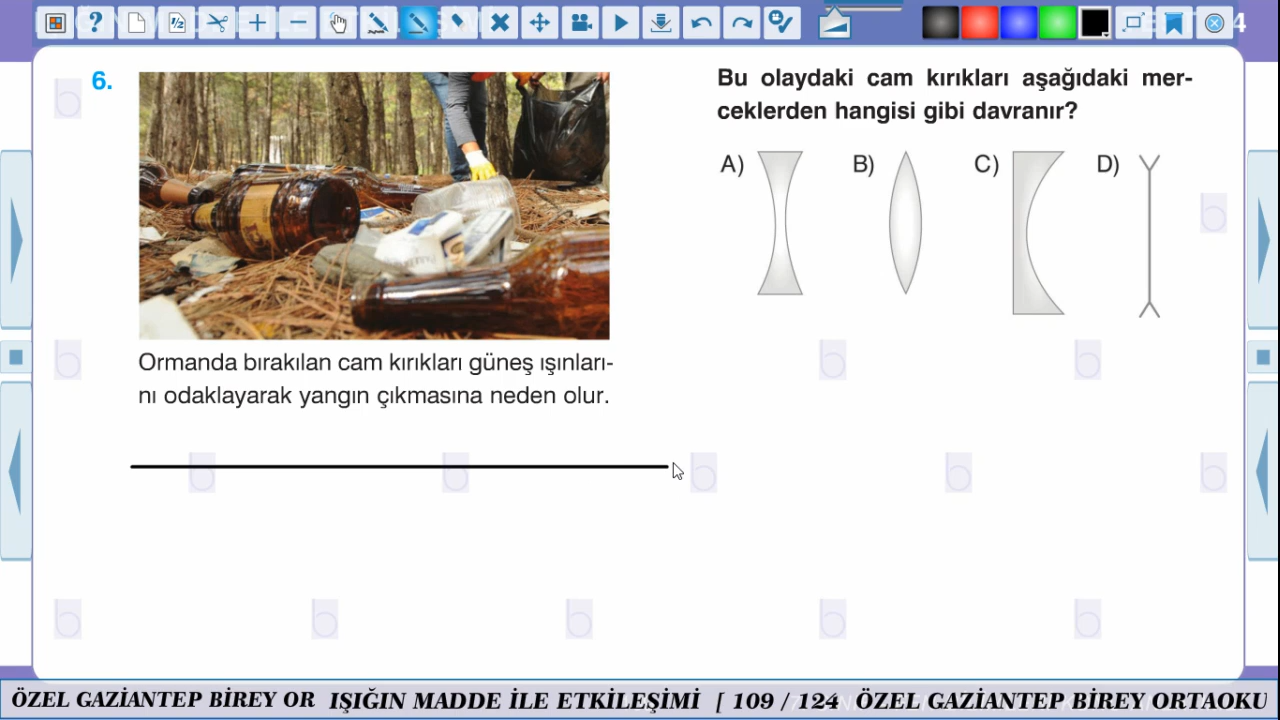 6.
Ormanda bırakılan cam kırıkları güneş ışınları-
nı odaklayarak yangın çıkmasına neden olur.
Bu olaydaki cam kırıkları aşağıdaki mer-
ceklerden hangisi gibi davranır?
A) B) C) D)
ÖZEL GAZİANTEP BİREY OR IŞIĞIN MADDE İLE ETKİLEŞİMİ [ 109 / 124 ÖZEL GAZİANTEP BİREY ORTAOKU